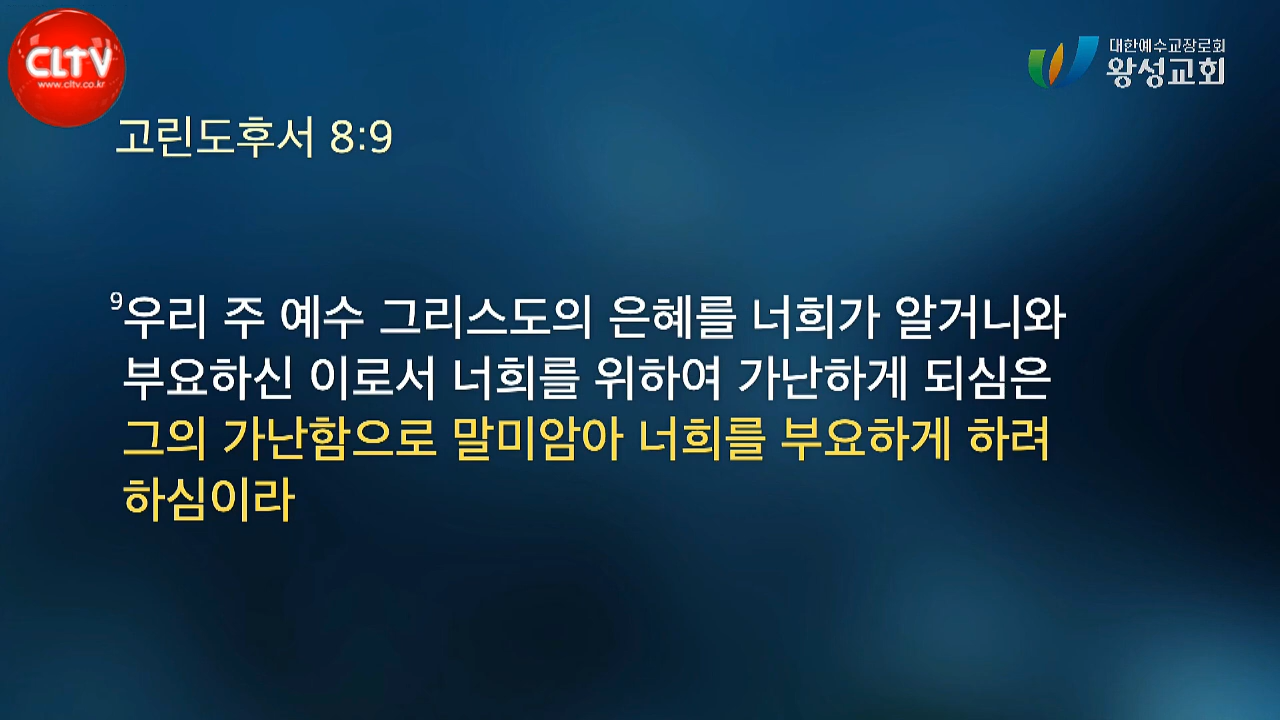 CLTV
www.cltv.co.kr
대한예수교장로회
왕성교회
고린도후서 8:9
9우리 주 예수 그리스도의 은혜를 너희가 알거니와
부요하신 이로서 너희를 위하여 가난하게 되심은
그의 가난함으로 말미암아 너희를 부요하게 하려
하심이라